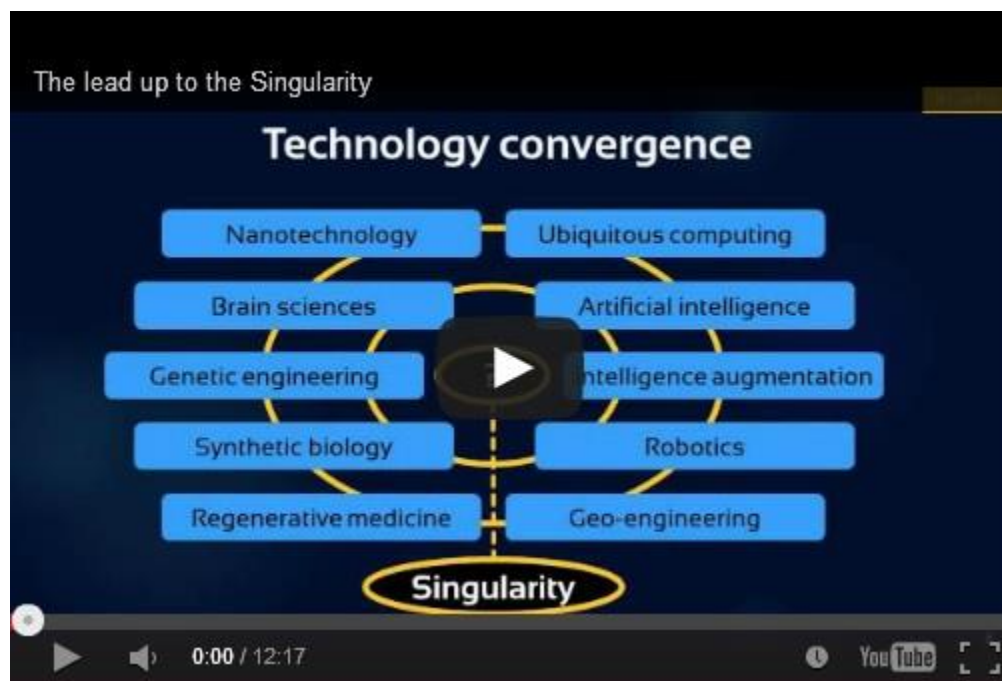 The lead up to the Singularity
Technology convergence
Nanotechnology
Ubiquitous computing
Brain sciences
Artificial intelligence
Genetic engineering
Intelligence augmentation
Synthetic biology
Robotics
Regenerative medicine
Geo-engineering
Singularity
0:00 / 12:17
YouTube